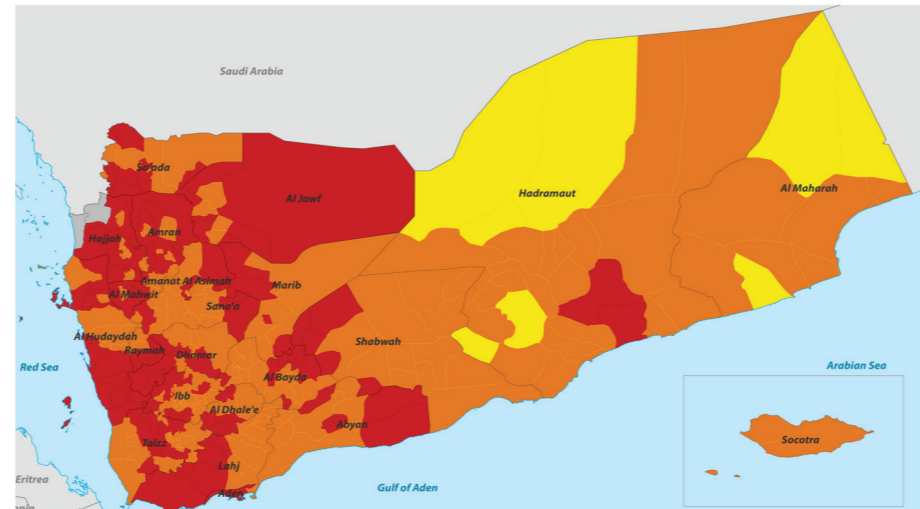 Saudi Arabia
Sa'ada
Al Jawf
Hadramaut
Al Maharah
Hajjah
Amran
Amanat Al Asimah
Marib
Al Mahwit
Sana'a
Al Hudaydah
Raymah
Dhamar
Shabwah
Red Sea
Arabian Sea
Al Bayda
Ibb
Al Dhale'e
Abyan
Taizz
Socotra
Lahj
Eritrea
Gulf of Aden
Aden